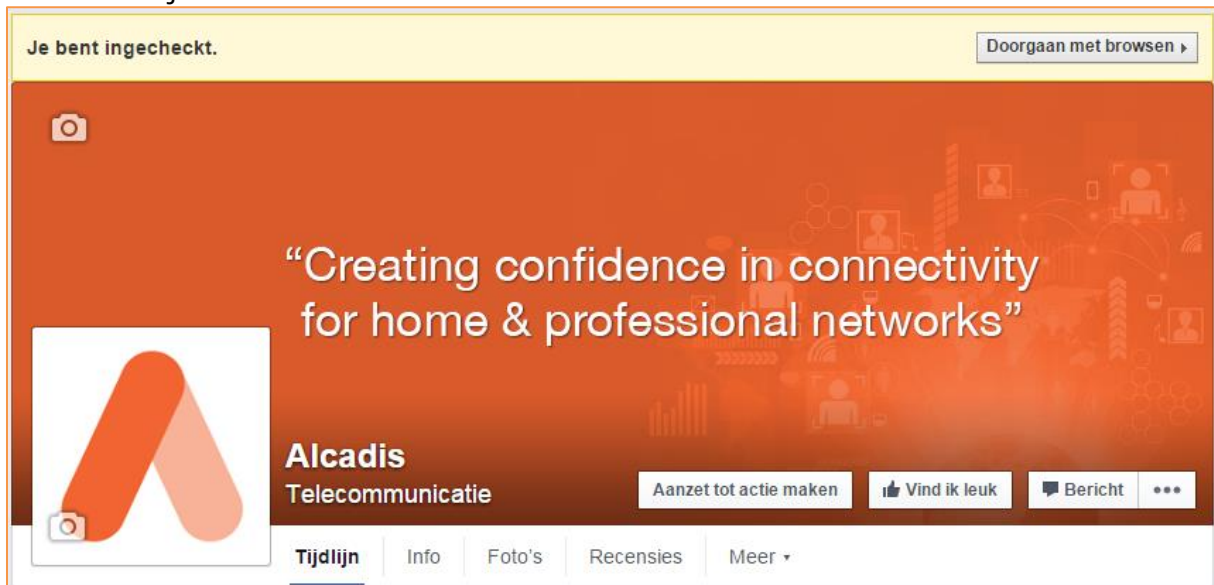 Je bent ingecheckt.
Doorgaan met browsen
“Creating confidence in connectivity
for home & professional networks”
Alcadis
Telecommunicatie
Aanzet tot actie maken
Vind ik leuk
Bericht
Tijdlijn
Info
Foto's
Recensies
Meer